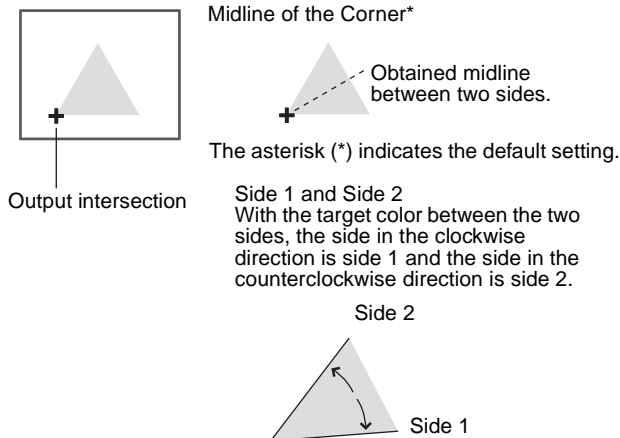 Midline of the Corner*
Obtained midline
between two sides.
The asterisk (*) indicates the default setting.
Output intersection
Side 1 and Side 2
With the target color between the two
sides, the side in the clockwise
direction is side 1 and the side in the
counterclockwise direction is side 2.
Side 2
Side 1